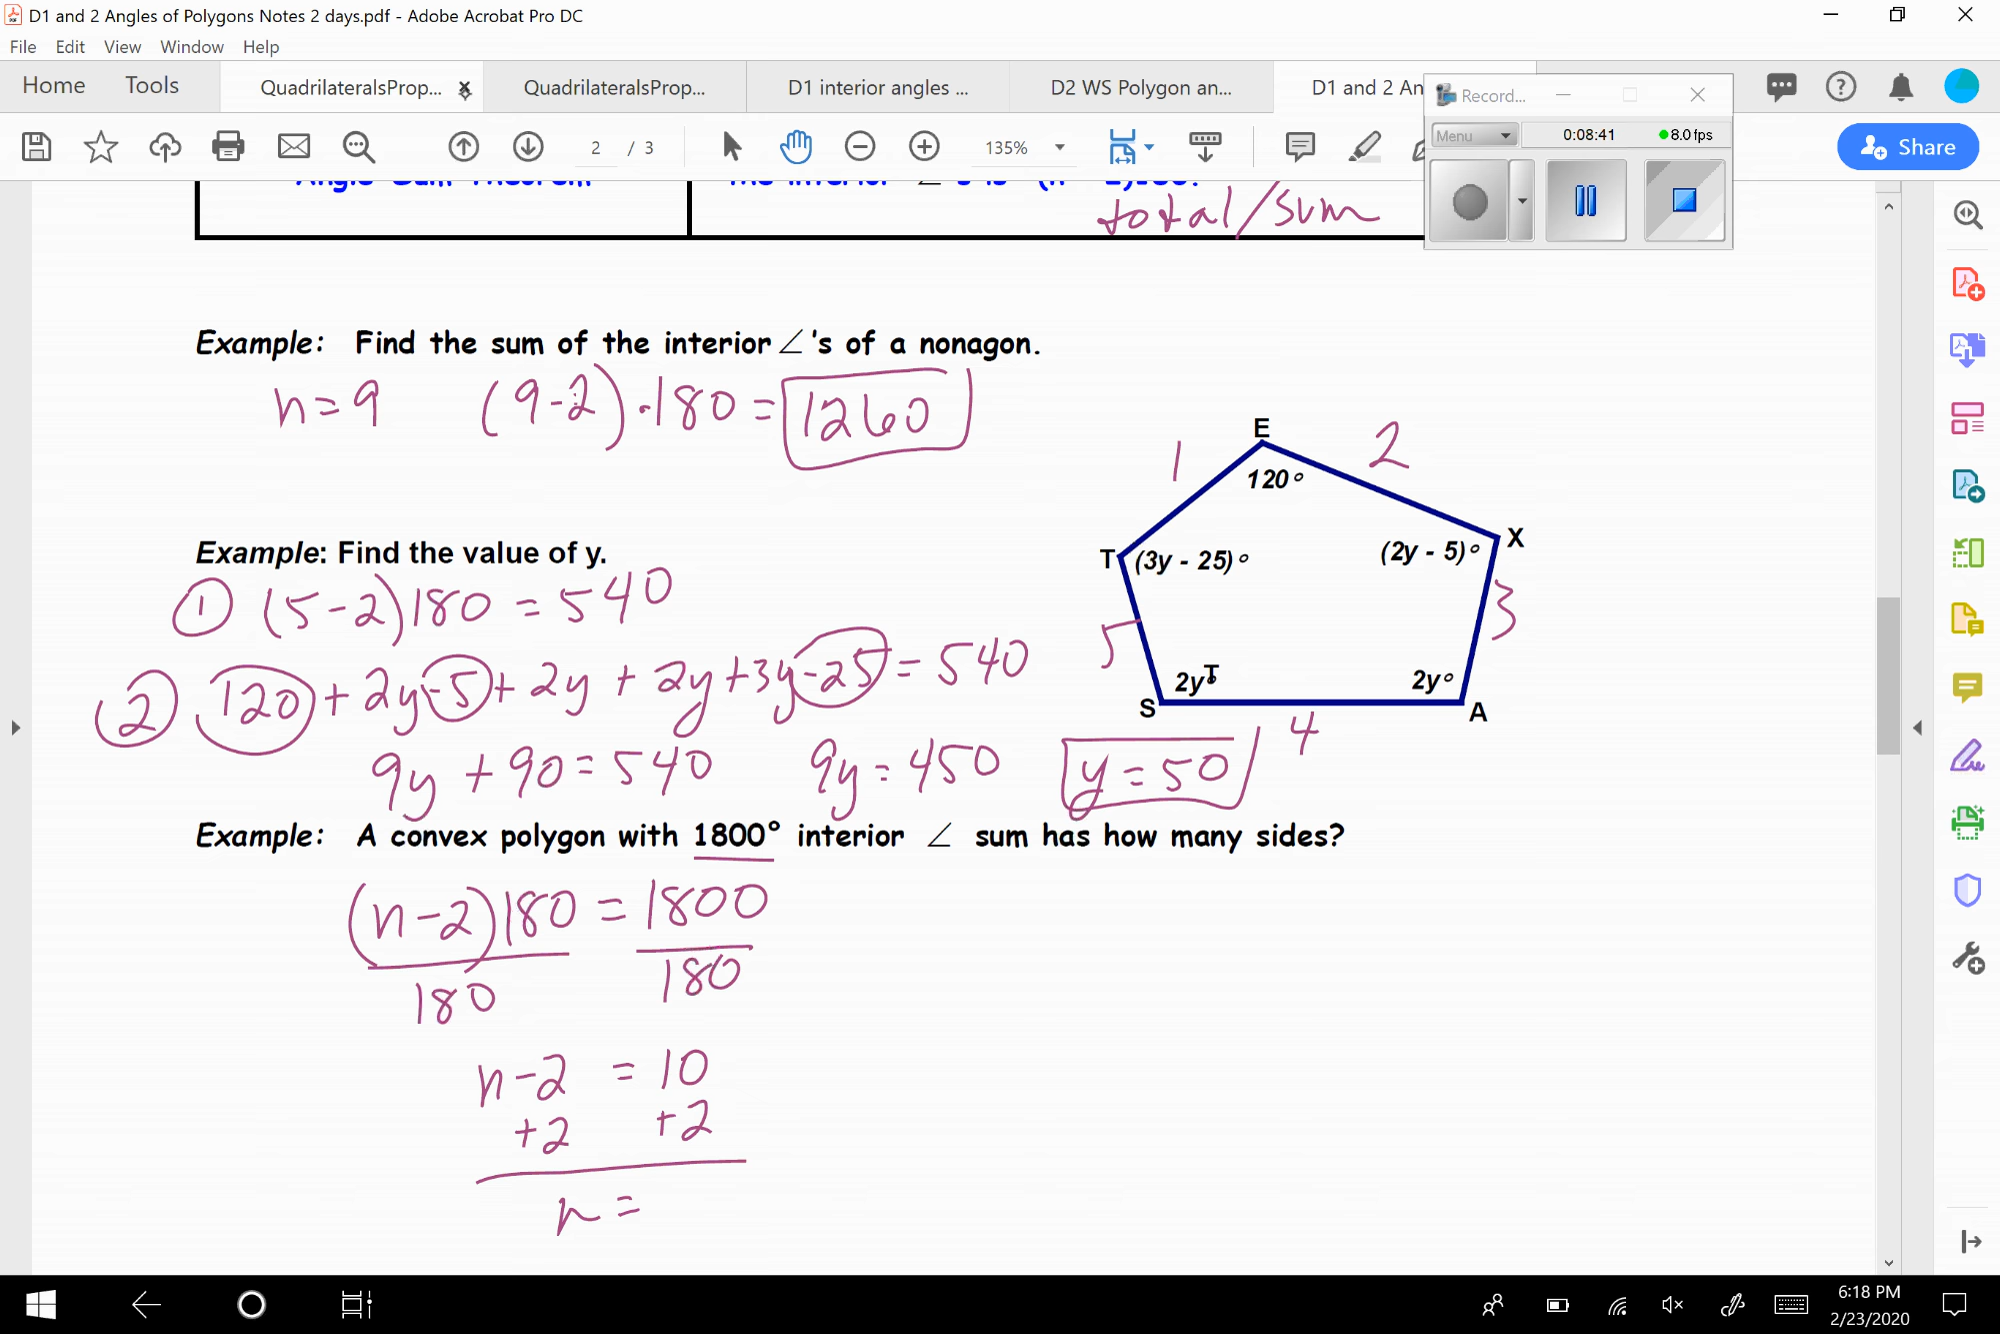 D1 and 2 Angles of Polygons Notes 2 days.pdf - Adobe Acrobat Pro DC
File Edit View Window Help
Home Tools QuadrilateralsProp... QuadrilateralsProp... D1 interior angles ... D2 WS Polygon an... D1 and 2 An
Record...
Menu 0:08:41 8.0 fps
2 / 3 135% Share
total/sum
Example: Find the sum of the interior ∠'s of a nonagon.
n=9 (9-2)·180 = 1260
E
1 2
120°
X
T (3y - 25)° (2y - 5)°
5 3
2y° 2y°
S A
4
Example: Find the value of y.
① (5-2)180 = 540
② 120 + 2y-5 + 2y + 2y + 3y-25 = 540
9y + 90 = 540 9y = 450 y = 50
Example: A convex polygon with 1800° interior ∠ sum has how many sides?
(n-2)180 = 1800
180 180
n-2 = 10
+2 +2
n =
6:18 PM
2/23/2020